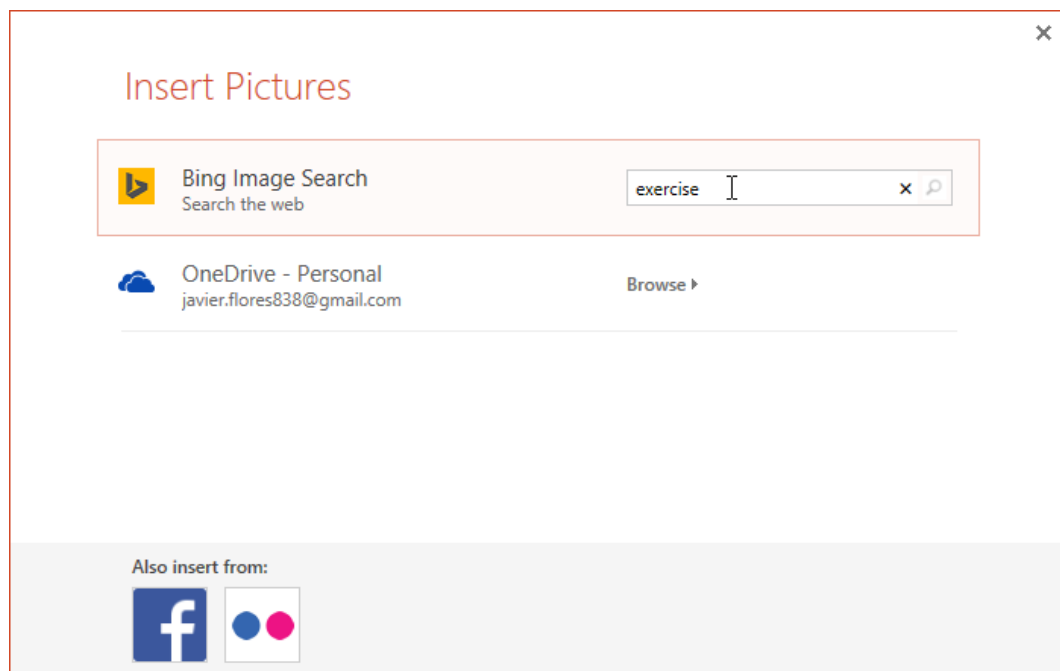 Insert Pictures
Bing Image Search
Search the web
exercise
OneDrive - Personal
javier.flores838@gmail.com
Browse
Also insert from: